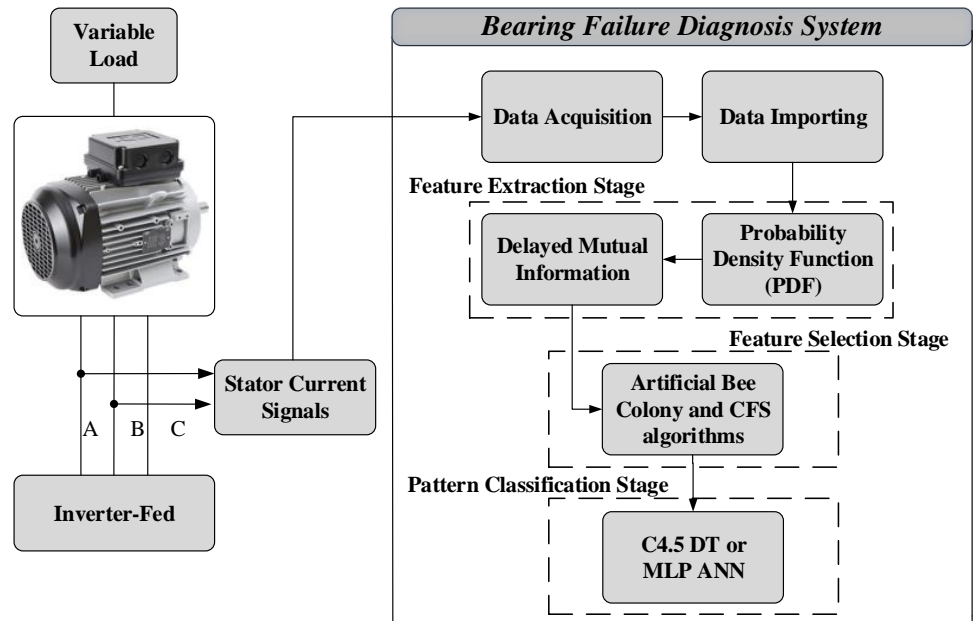 Variable
Load
Bearing Failure Diagnosis System
Data Acquisition
Data Importing
Feature Extraction Stage
Delayed Mutual
Information
Probability
Density Function
(PDF)
Feature Selection Stage
Stator Current
Signals
Artificial Bee
Colony and CFS
algorithms
A B C
Pattern Classification Stage
Inverter-Fed
C4.5 DT or
MLP ANN